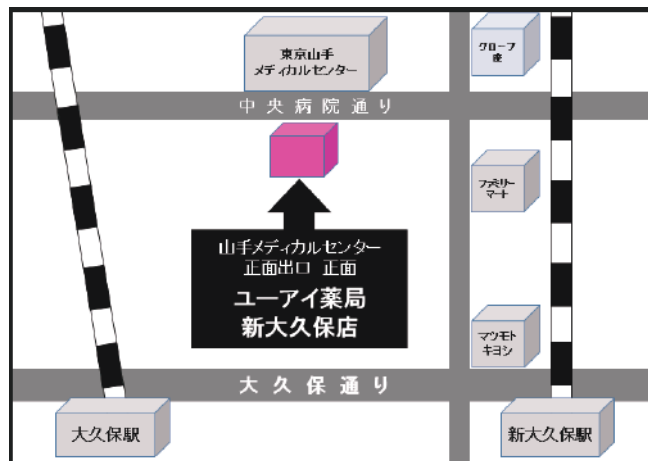 東京山手
メディカルセンター
グローブ
座
中央病院通り
ファミリー
マート
山手メディカルセンター
正面出口 正面
ユーアイ薬局
新大久保店
マツモト
キヨシ
大久保通り
大久保駅
新大久保駅